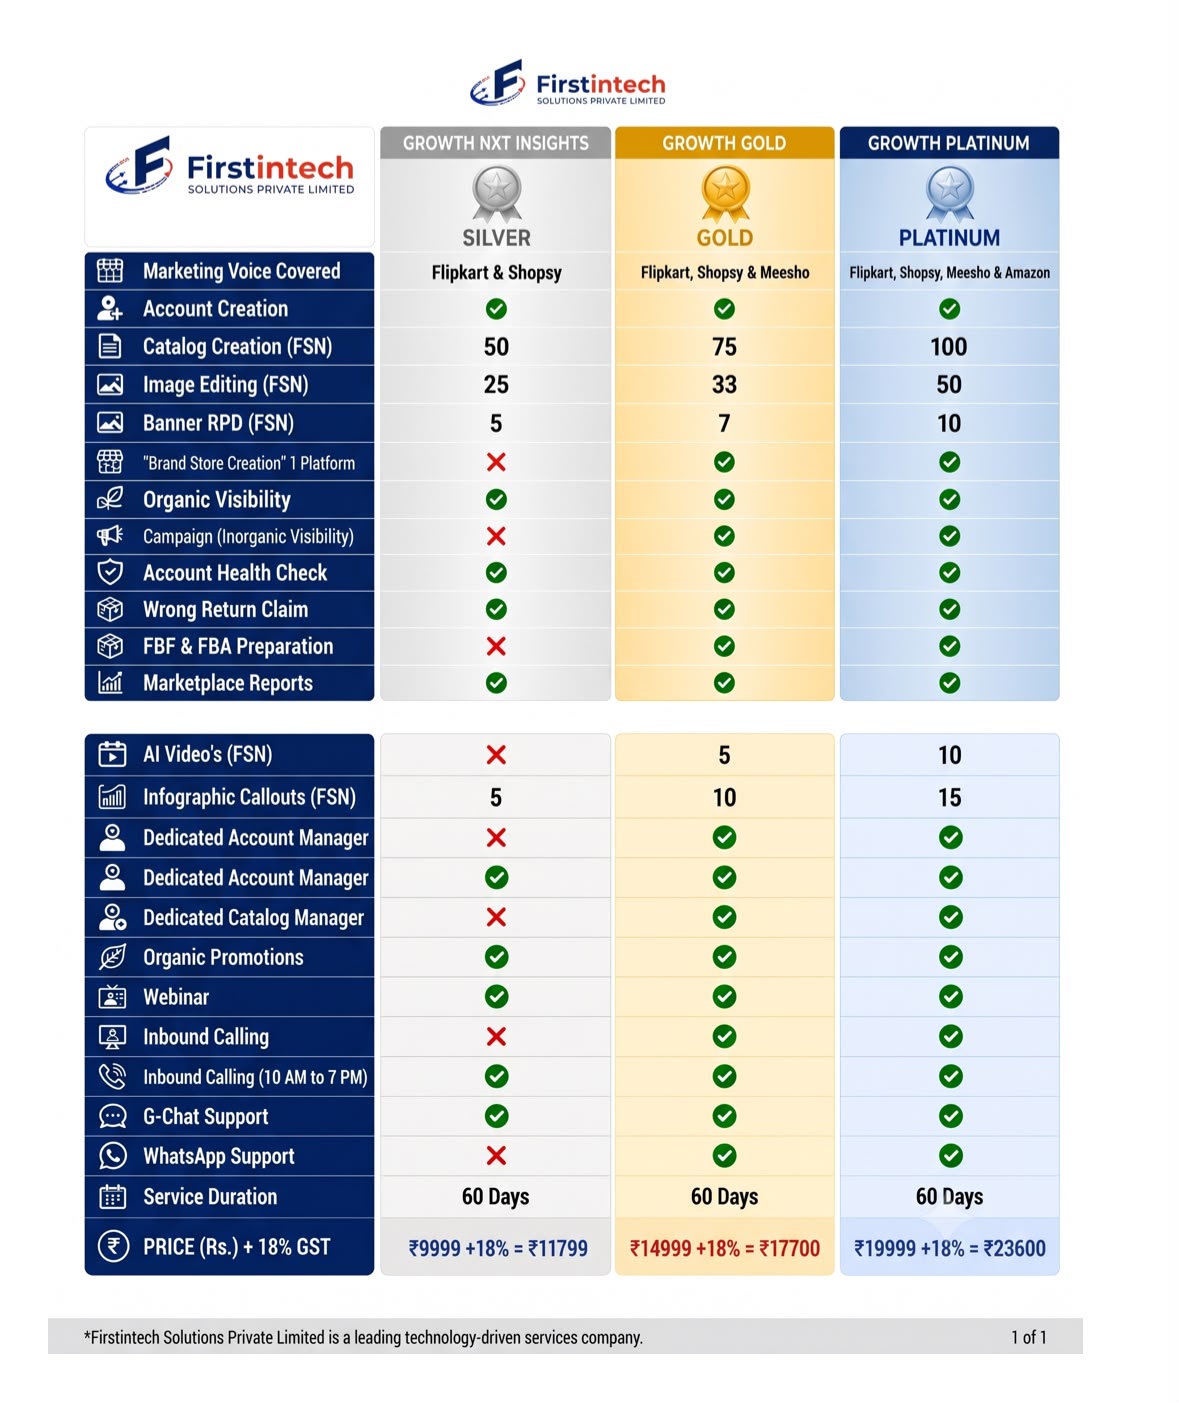 Firstintech
SOLUTIONS PRIVATE LIMITED
Firstintech
SOLUTIONS PRIVATE LIMITED
GROWTH NXT INSIGHTS GROWTH GOLD GROWTH PLATINUM
SILVER GOLD PLATINUM
Marketing Voice Covered Flipkart & Shopsy Flipkart, Shopsy & Meesho Flipkart, Shopsy, Meesho & Amazon
Account Creation
Catalog Creation (FSN) 50 75 100
Image Editing (FSN) 25 33 50
Banner RPD (FSN) 5 7 10
"Brand Store Creation" 1 Platform
Organic Visibility
Campaign (Inorganic Visibility)
Account Health Check
Wrong Return Claim
FBF & FBA Preparation
Marketplace Reports
AI Video's (FSN) 5 10
Infographic Callouts (FSN) 5 10 15
Dedicated Account Manager
Dedicated Account Manager
Dedicated Catalog Manager
Organic Promotions
Webinar
Inbound Calling
Inbound Calling (10 AM to 7 PM)
G-Chat Support
WhatsApp Support
Service Duration 60 Days 60 Days 60 Days
PRICE (Rs.) + 18% GST ₹9999 +18% = ₹11799 ₹14999 +18% = ₹17700 ₹19999 +18% = ₹23600
*Firstintech Solutions Private Limited is a leading technology-driven services company. 1 of 1